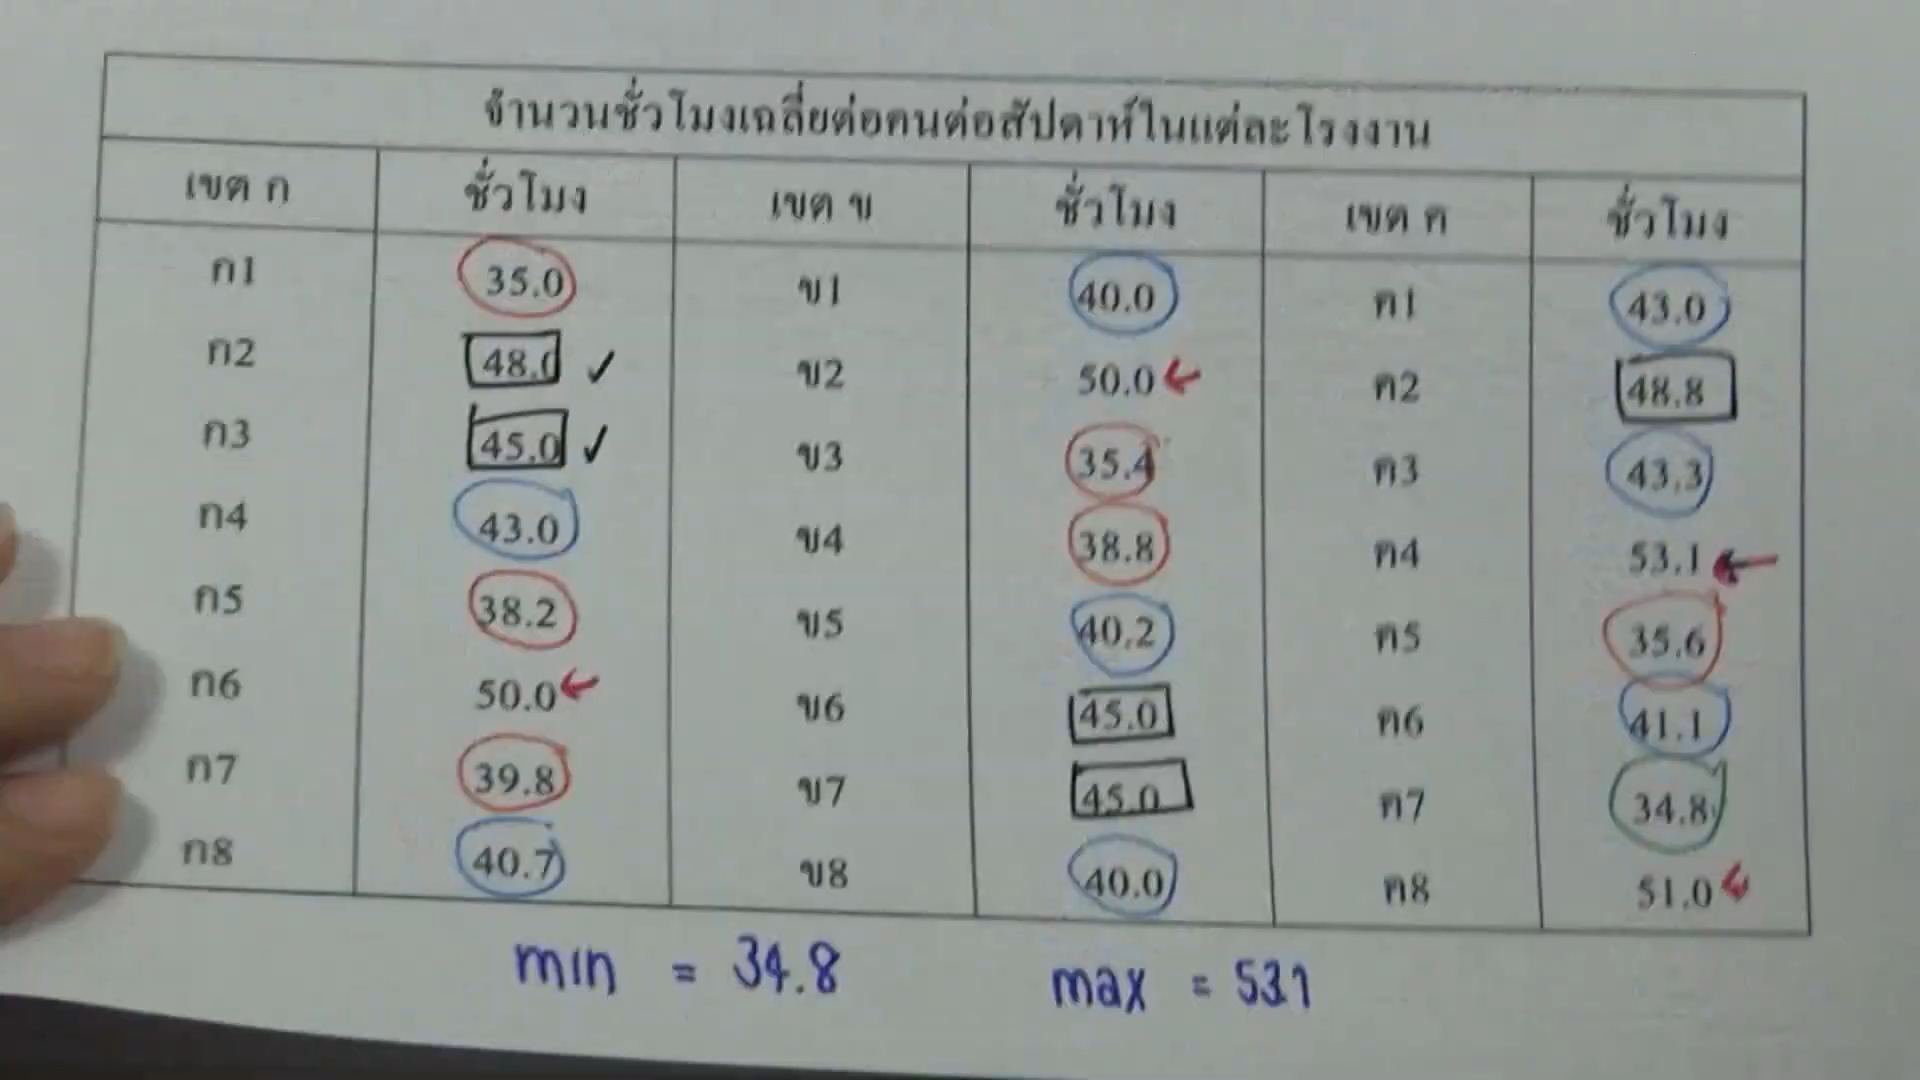 จำนวนชั่วโมงเฉลี่ยต่อคนต่อสัปดาห์ในแต่ละโรงงาน
เขต ก ชั่วโมง เขต ข ชั่วโมง เขต ค ชั่วโมง
ก1 35.0 ข1 40.0 ค1 43.0
ก2 48.0 ข2 50.0 ค2 48.8
ก3 45.0 ข3 35.4 ค3 43.3
ก4 43.0 ข4 38.8 ค4 53.1
ก5 38.2 ข5 40.2 ค5 35.6
ก6 50.0 ข6 45.0 ค6 41.1
ก7 39.8 ข7 45.0 ค7 34.8
ก8 40.7 ข8 40.0 ค8 51.0
min = 34.8 max = 53.1